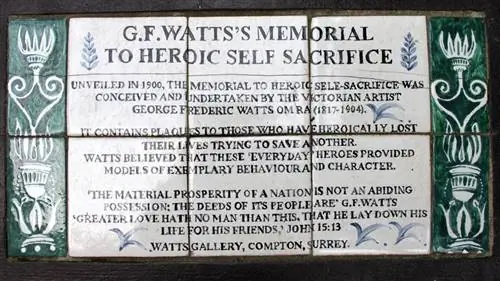 G.F.WATTS'S MEMORIAL
TO HEROIC SELF SACRIFICE
UNVEILED IN 1900, THE MEMORIAL TO HEROIC SELF-SACRIFICE WAS
CONCEIVED AND UNDERTAKEN BY THE VICTORIAN ARTIST
GEORGE FREDERIC WATTS OM RA (1817-1904).
IT CONTAINS PLAQUES TO THOSE WHO HAVE HEROICALLY LOST
THEIR LIVES TRYING TO SAVE ANOTHER.
WATTS BELIEVED THAT THESE 'EVERYDAY' HEROES PROVIDED
MODELS OF EXEMPLARY BEHAVIOUR AND CHARACTER.
'THE MATERIAL PROSPERITY OF A NATION IS NOT AN ABIDING
POSSESSION; THE DEEDS OF ITS PEOPLE ARE' G.F.WATTS
'GREATER LOVE HATH NO MAN THAN THIS, THAT HE LAY DOWN HIS
LIFE FOR HIS FRIENDS,' JOHN 15:13
WATTS GALLERY, COMPTON, SURREY.